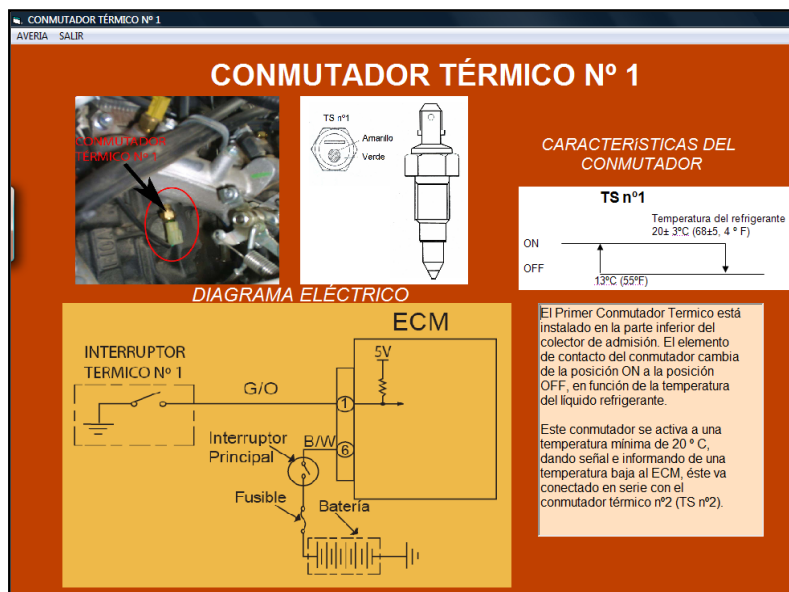 CONMUTADOR TÉRMICO Nº 1
AVERIA SALIR
CONMUTADOR TÉRMICO Nº 1
CONMUTADOR
TERMICO Nº 1
TS nº1
Amarillo
Verde
CARACTERISTICAS DEL
CONMUTADOR
TS nº1
Temperatura del refrigerante
20± 3ºC (68±5, 4 º F)
ON
OFF
13ºC (55ºF)
DIAGRAMA ELÉCTRICO
ECM
INTERRUPTOR
TERMICO Nº 1
5V
G/O
1
Interruptor
Principal
B/W
6
Fusible
Batería
El Primer Conmutador Termico está
instalado en la parte inferior del
colector de admisión. El elemento
de contacto del conmutador cambia
de la posición ON a la posición
OFF, en función de la temperatura
del líquido refrigerante.
Este conmutador se activa a una
temperatura mínima de 20 º C,
dando señal e informando de una
temperatura baja al ECM, éste va
conectado en serie con el
conmutador térmico nº2 (TS nº2).